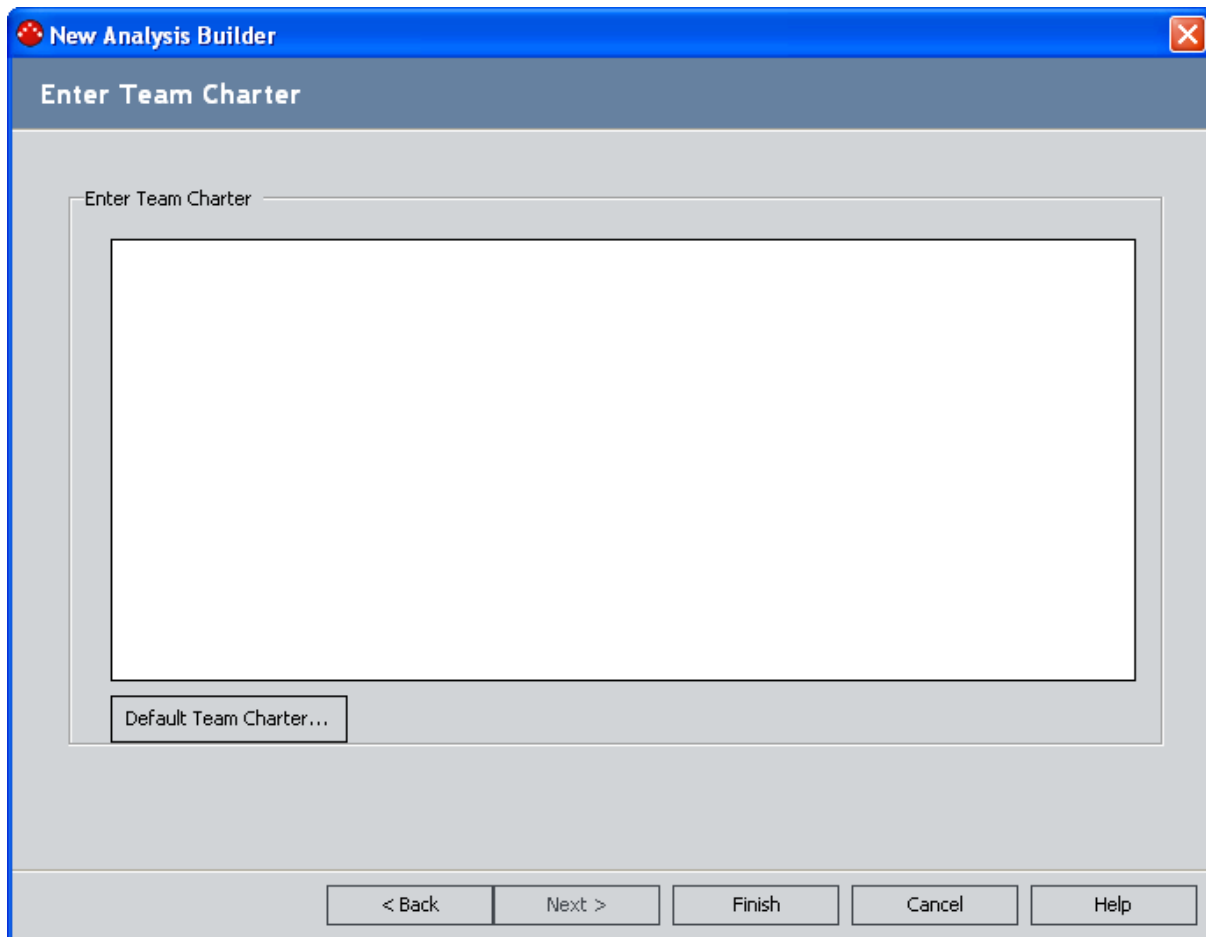 New Analysis Builder
Enter Team Charter
Enter Team Charter
Default Team Charter...
< Back Next > Finish Cancel Help